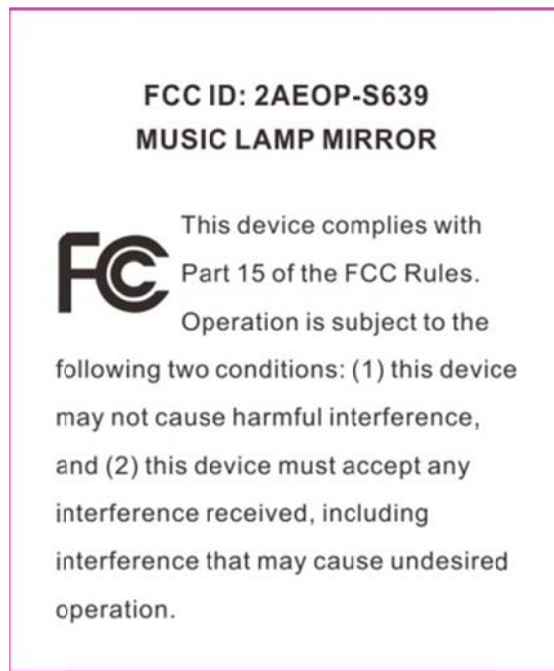 FCC ID: 2AEOP-S639
MUSIC LAMP MIRROR
FC This device complies with
Part 15 of the FCC Rules.
Operation is subject to the
following two conditions: (1) this device
may not cause harmful interference,
and (2) this device must accept any
interference received, including
interference that may cause undesired
operation.